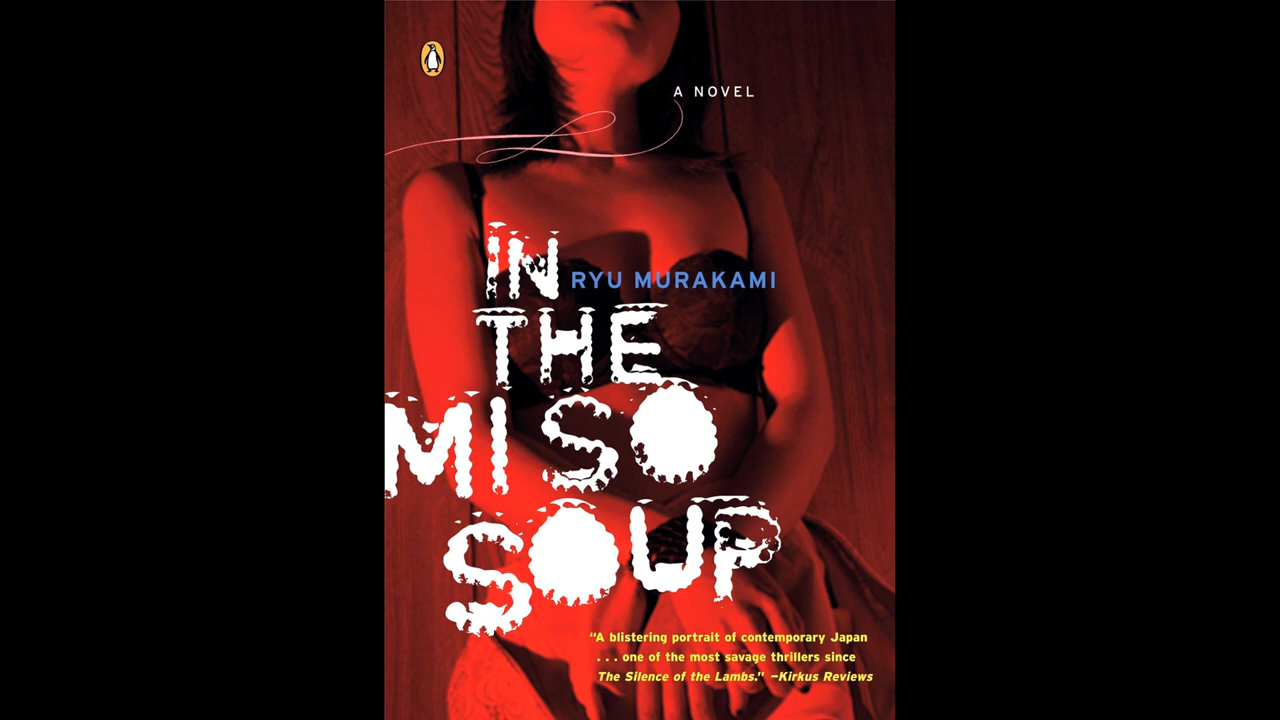 A NOVEL
IN
RYU MURAKAMI
THE
MISO
SOUP
“A blistering portrait of contemporary Japan
. . . one of the most savage thrillers since
The Silence of the Lambs.” —Kirkus Reviews